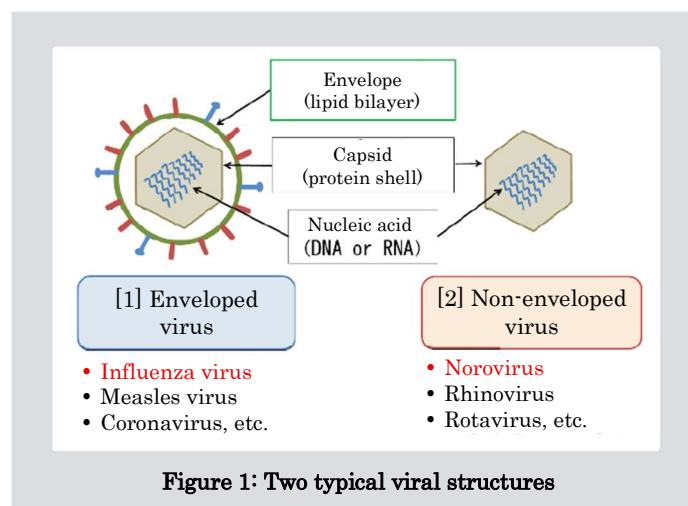 Envelope
(lipid bilayer)
Capsid
(protein shell)
Nucleic acid
(DNA or RNA)
[1] Enveloped
virus
[2] Non-enveloped
virus
• Influenza virus
• Measles virus
• Coronavirus, etc.
• Norovirus
• Rhinovirus
• Rotavirus, etc.
Figure 1: Two typical viral structures